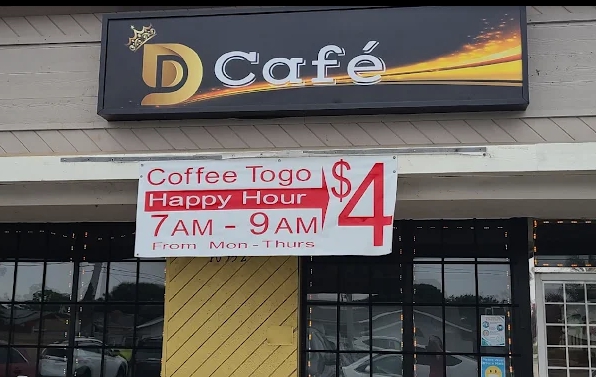 D Café
Coffee Togo
Happy Hour
7AM - 9AM
From Mon - Thurs
$4